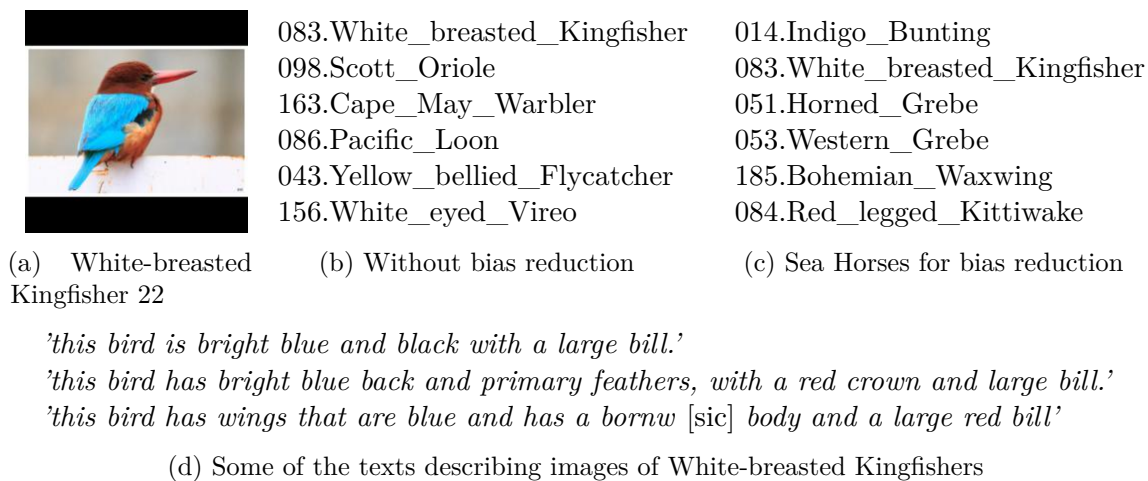 083.White_breasted_Kingfisher
098.Scott_Oriole
163.Cape_May_Warbler
086.Pacific_Loon
043.Yellow_bellied_Flycatcher
156.White_eyed_Vireo
014.Indigo_Bunting
083.White_breasted_Kingfisher
051.Horned_Grebe
053.Western_Grebe
185.Bohemian_Waxwing
084.Red_legged_Kittiwake
(a) White-breasted
Kingfisher 22
(b) Without bias reduction
(c) Sea Horses for bias reduction
’this bird is bright blue and black with a large bill.’
’this bird has bright blue back and primary feathers, with a red crown and large bill.’
’this bird has wings that are blue and has a bornw [sic] body and a large red bill’
(d) Some of the texts describing images of White-breasted Kingfishers